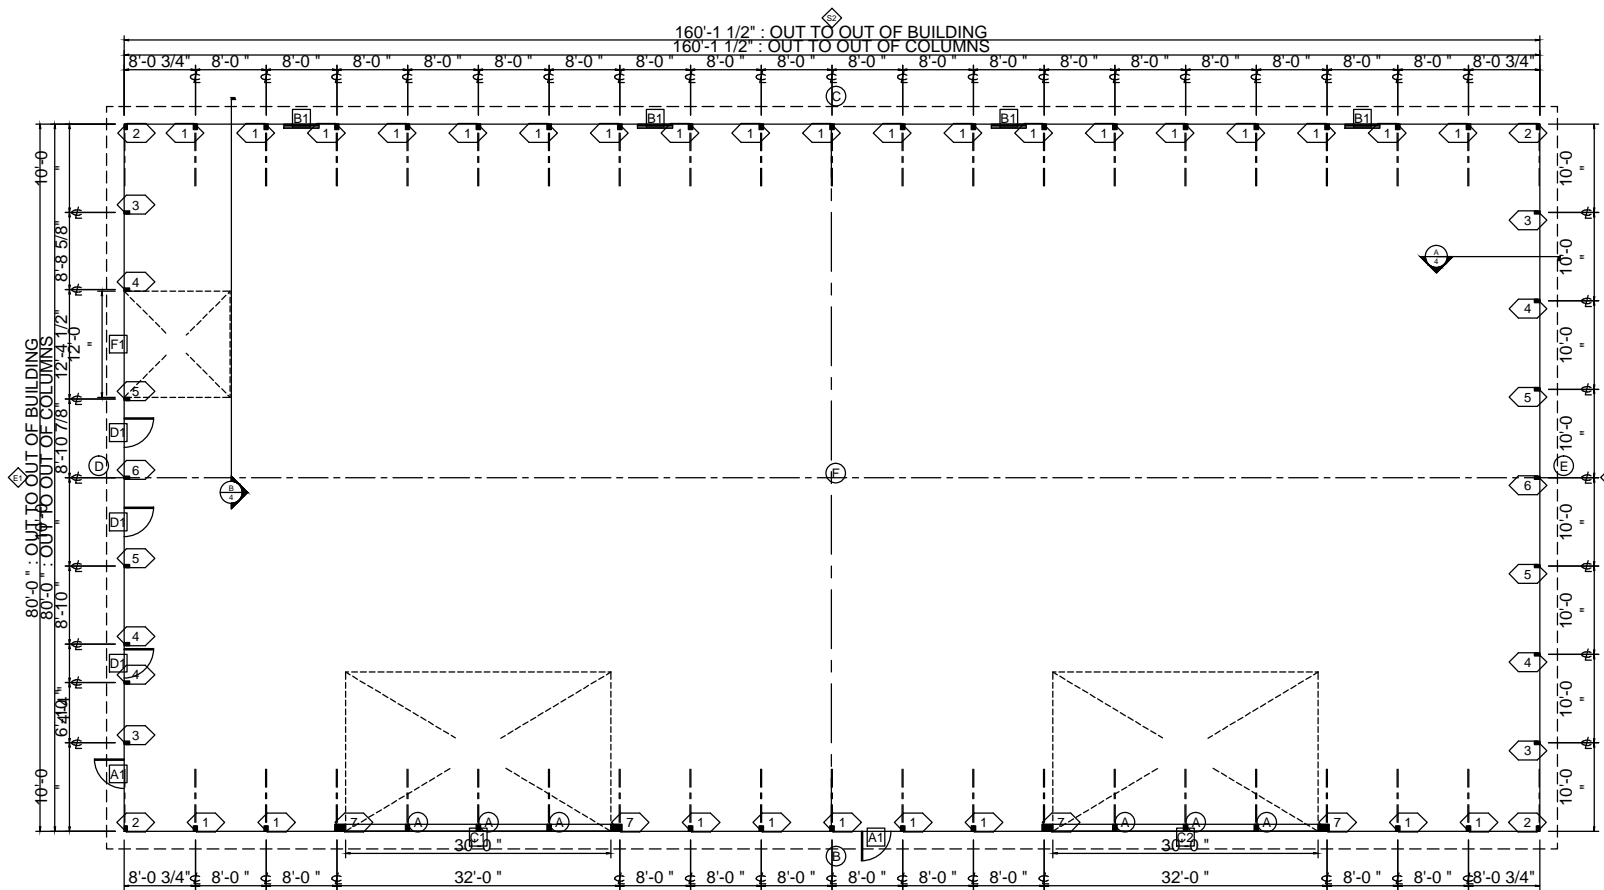 S2
160'-1 1/2" : OUT TO OUT OF BUILDING
160'-1 1/2" : OUT TO OUT OF COLUMNS
8'-0 3/4" 8'-0 " 8'-0 " 8'-0 " 8'-0 " 8'-0 " 8'-0 " 8'-0 " 8'-0 " 8'-0 " 8'-0 " 8'-0 " 8'-0 " 8'-0 " 8'-0 " 8'-0 " 8'-0 " 8'-0 " 8'-0 " 8'-0 3/4"
C
B1 B1 B1 B1
2 1 1 1 1 1 1 1 1 1 1 1 1 1 1 1 1 1 1 1 2
10'-0 " 10'-0 "
3 3
8'-8 5/8" 10'-0 "
A
4
4 4
12'-4 1/2" 12'-0 " 10'-0 "
F1
5 5
80'-0 " : OUT TO OUT OF BUILDING
80'-0 " : OUT TO OUT OF COLUMNS
8'-10 7/8" 10'-0 "
D1
E1 D 6 F E 6
B
4
10'-0 " 10'-0 "
D1
5 5
8'-10 " 10'-0 "
4 4
D1
4
4'-4 "
6'-10 " 10'-0 "
3 3
A1
10'-0 " 10'-0 "
2 1 1 7 A A A 7 1 1 1 1 1 7 A A A 7 1 1 2
C1 A1 C2
30'-0 " 30'-0 "
B
8'-0 3/4" 8'-0 " 8'-0 " 32'-0 " 8'-0 " 8'-0 " 8'-0 " 8'-0 " 8'-0 " 8'-0 " 32'-0 " 8'-0 " 8'-0 " 8'-0 3/4"